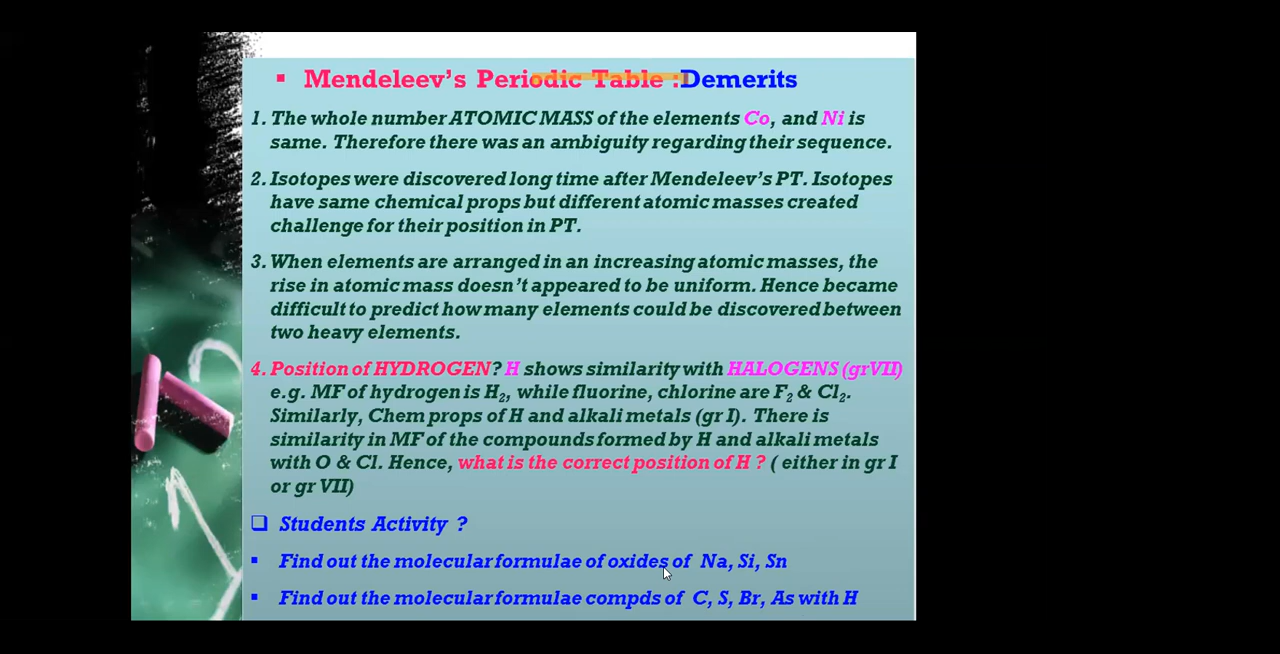 ▪ Mendeleev's Periodic Table :Demerits
1. The whole number ATOMIC MASS of the elements Co, and Ni is
same. Therefore there was an ambiguity regarding their sequence.
2. Isotopes were discovered long time after Mendeleev's PT. Isotopes
have same chemical props but different atomic masses created
challenge for their position in PT.
3. When elements are arranged in an increasing atomic masses, the
rise in atomic mass doesn't appeared to be uniform. Hence became
difficult to predict how many elements could be discovered between
two heavy elements.
4. Position of HYDROGEN? H shows similarity with HALOGENS (grVII)
e.g. MF of hydrogen is H₂, while fluorine, chlorine are F₂ & Cl₂.
Similarly, Chem props of H and alkali metals (gr I). There is
similarity in MF of the compounds formed by H and alkali metals
with O & Cl. Hence, what is the correct position of H ? ( either in gr I
or gr VII)
❑ Students Activity ?
▪ Find out the molecular formulae of oxides of Na, Si, Sn
▪ Find out the molecular formulae compds of C, S, Br, As with H